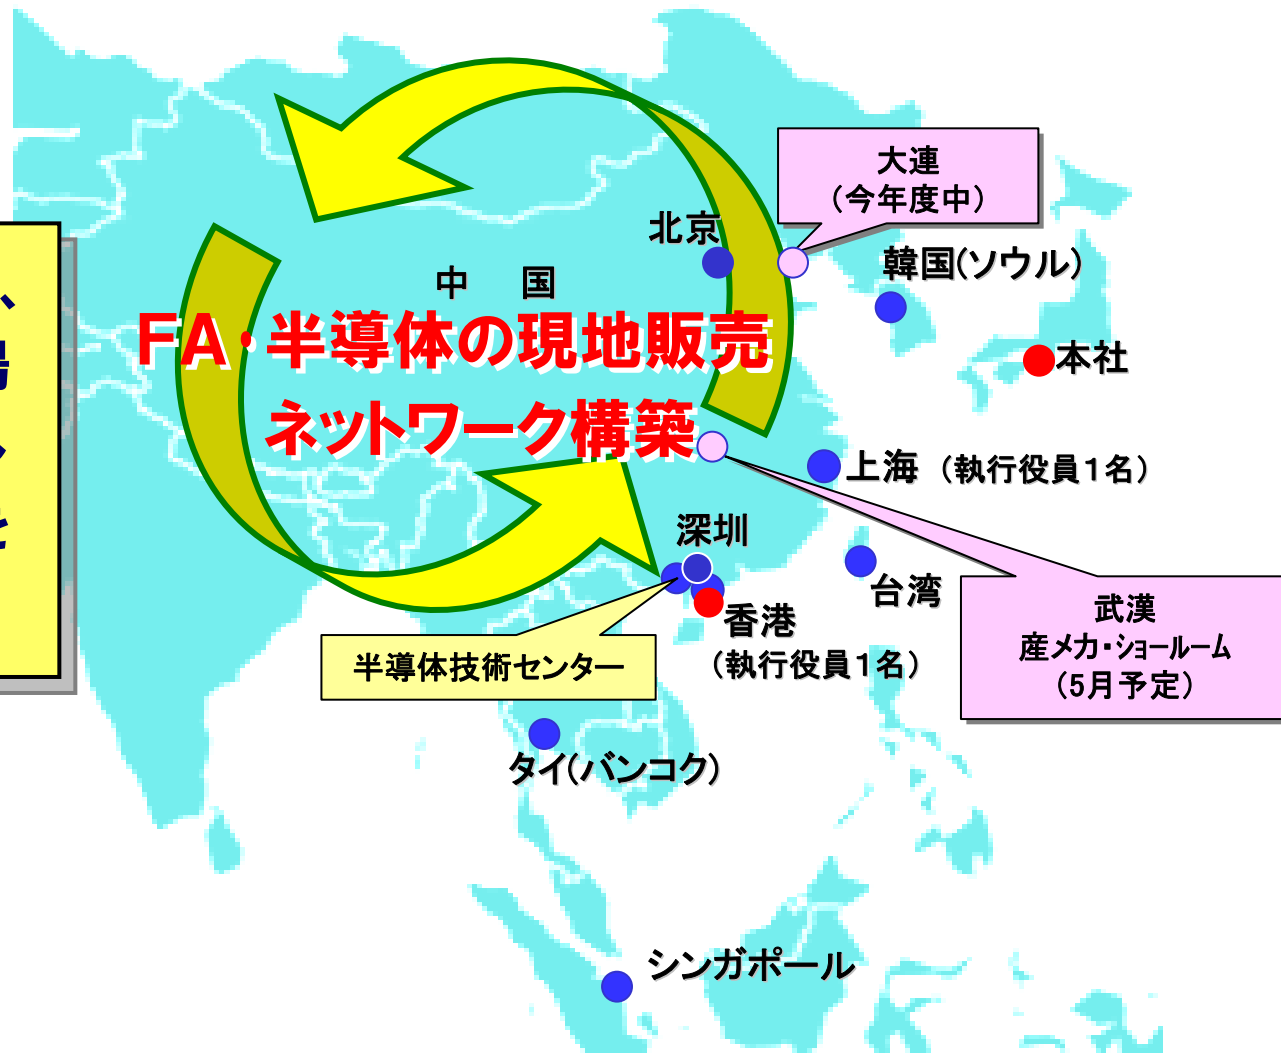 大連
（今年度中）
北京
韓国(ソウル)
中　国
FA・半導体の現地販売
ネットワーク構築
本社
上海（執行役員１名）
深圳
台湾
香港
（執行役員１名）
武漢
産メカ・ショールーム
（5月予定）
半導体技術センター
タイ(バンコク)
シンガポール
を